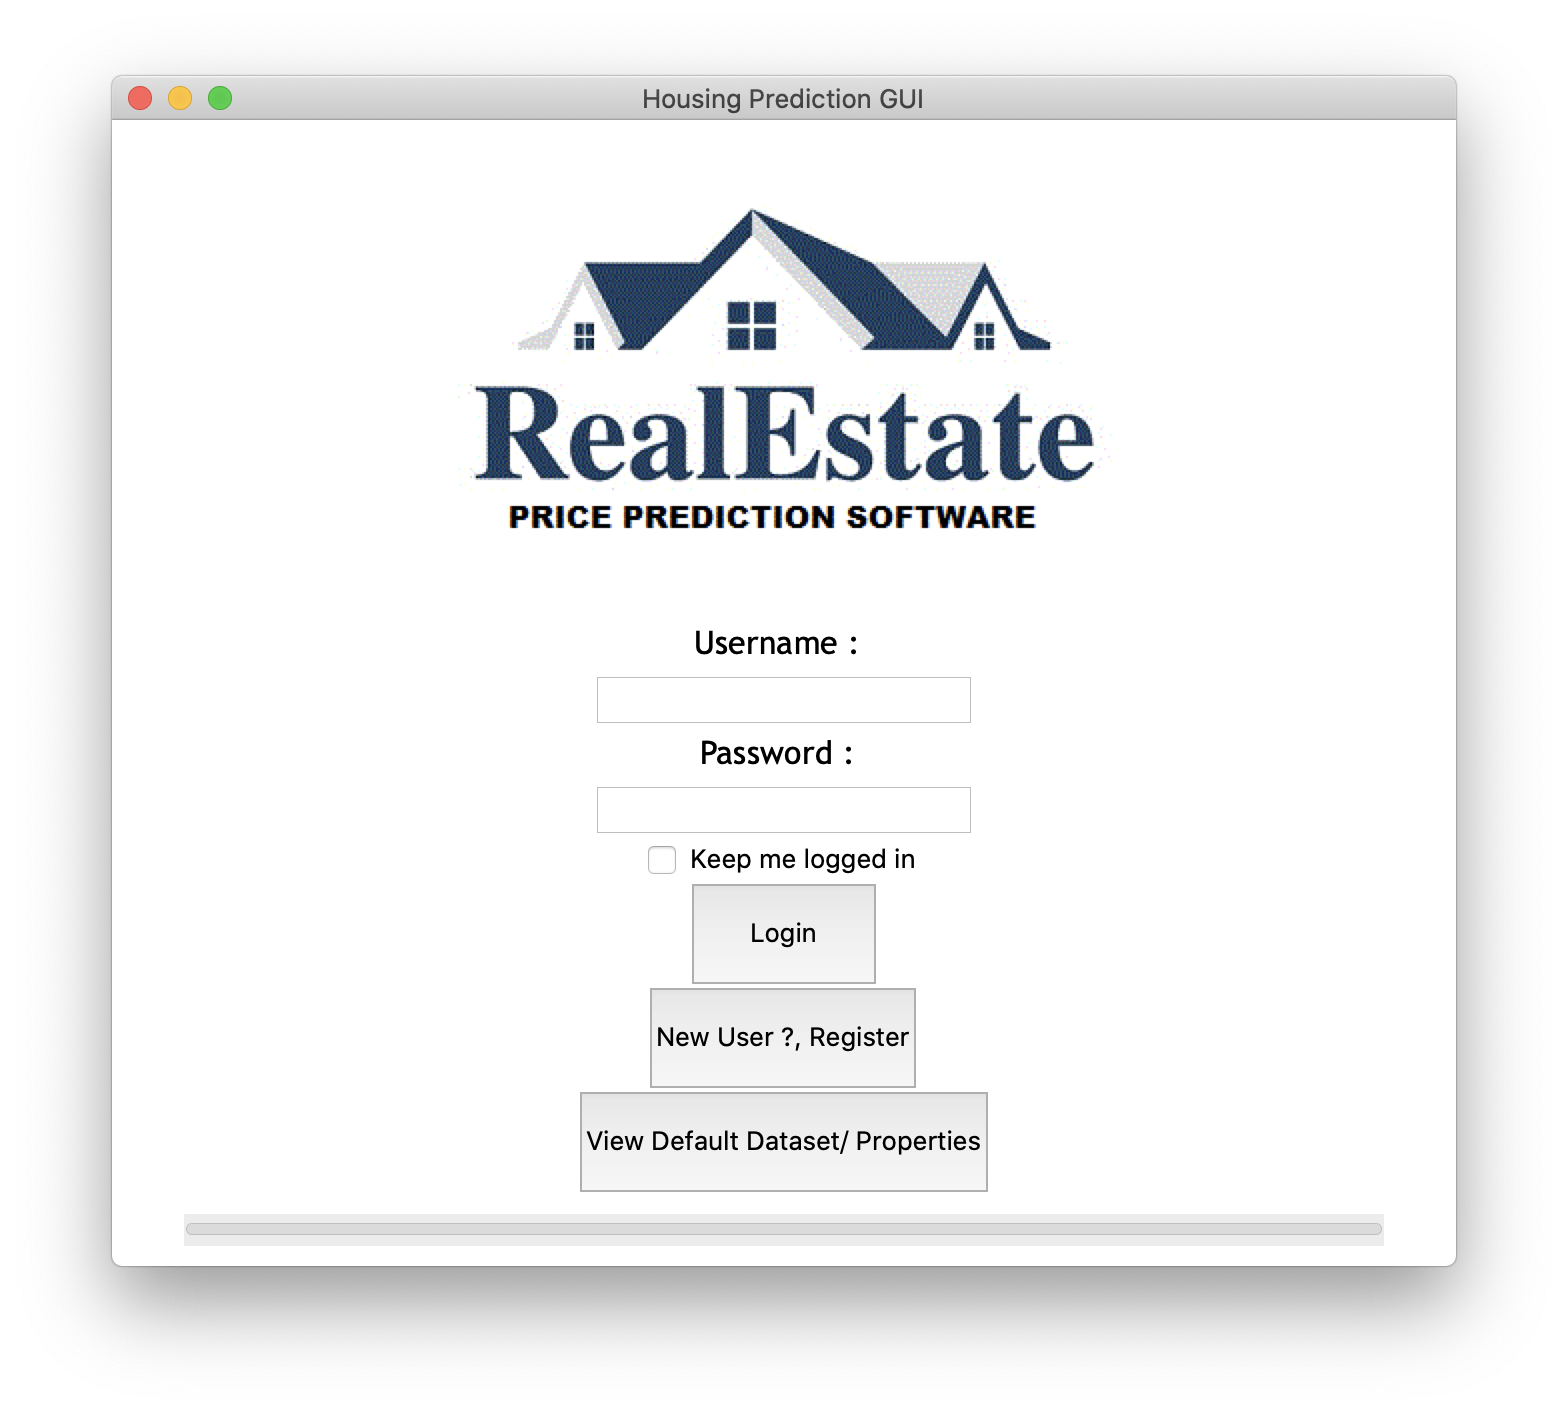 Housing Prediction GUI
RealEstate
PRICE PREDICTION SOFTWARE
Username :
Password :
Keep me logged in
Login
New User ?, Register
View Default Dataset/ Properties